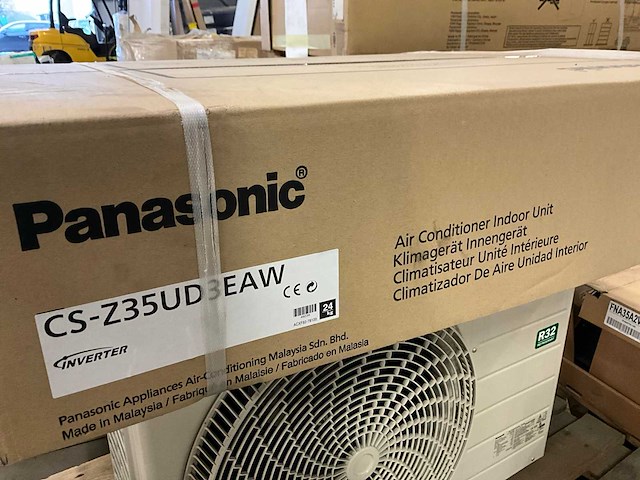 Panasonic®
CS-Z35UD3EAW
CE
24 kg
INVERTER
Air Conditioner Indoor Unit
Klimagerät Innengerät
Climatiseur Unité Intérieure
Climatizador De Aire Unidad Interior
Panasonic Appliances Air-Conditioning Malaysia Sdn. Bhd.
Made in Malaysia / Fabriqué en Malaisie / Fabricado en Malasia
R32